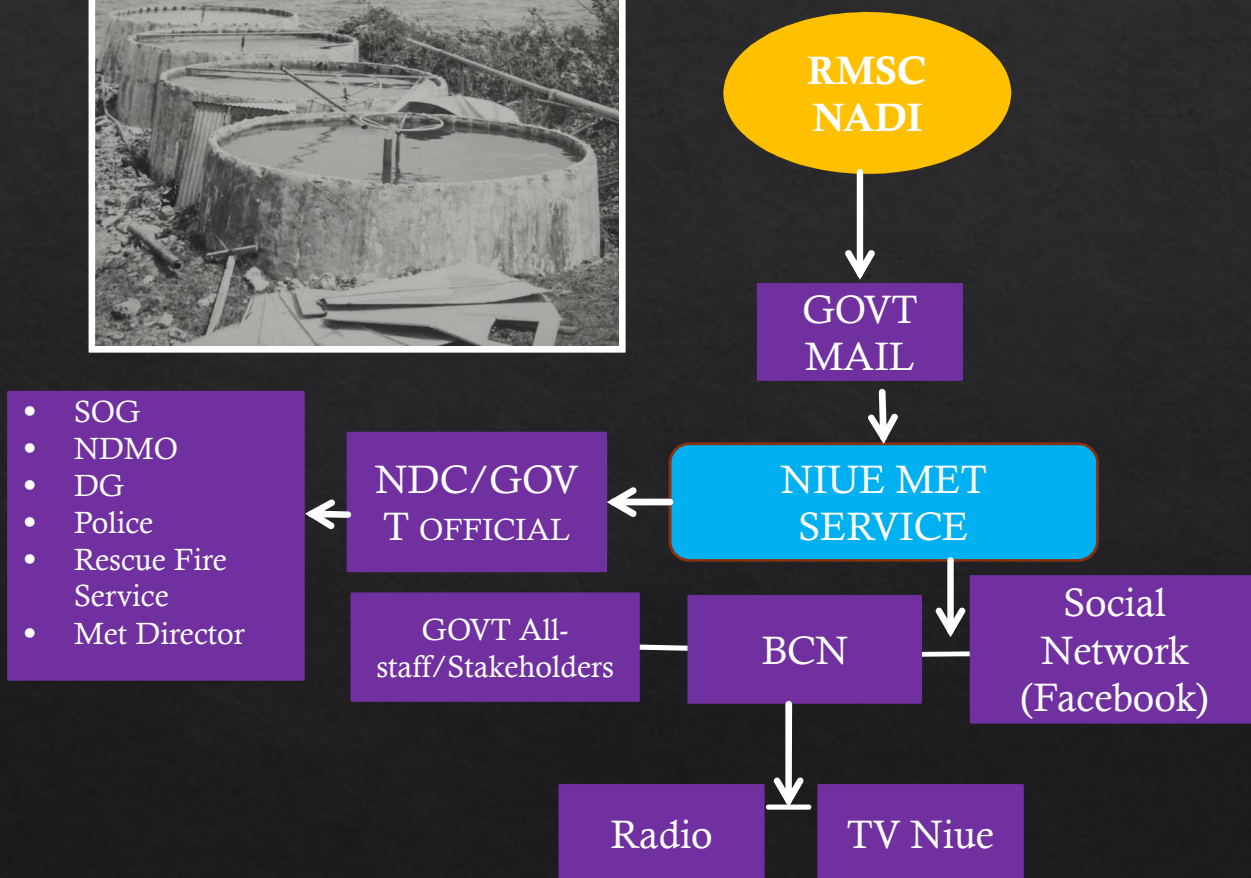 RMSC
NADI
GOVT
MAIL
NIUE MET
SERVICE
NDC/GOV
T OFFICIAL
• SOG
• NDMO
• DG
• Police
• Rescue Fire
Service
• Met Director
GOVT All-
staff/Stakeholders
BCN
Social
Network
(Facebook)
Radio
TV Niue